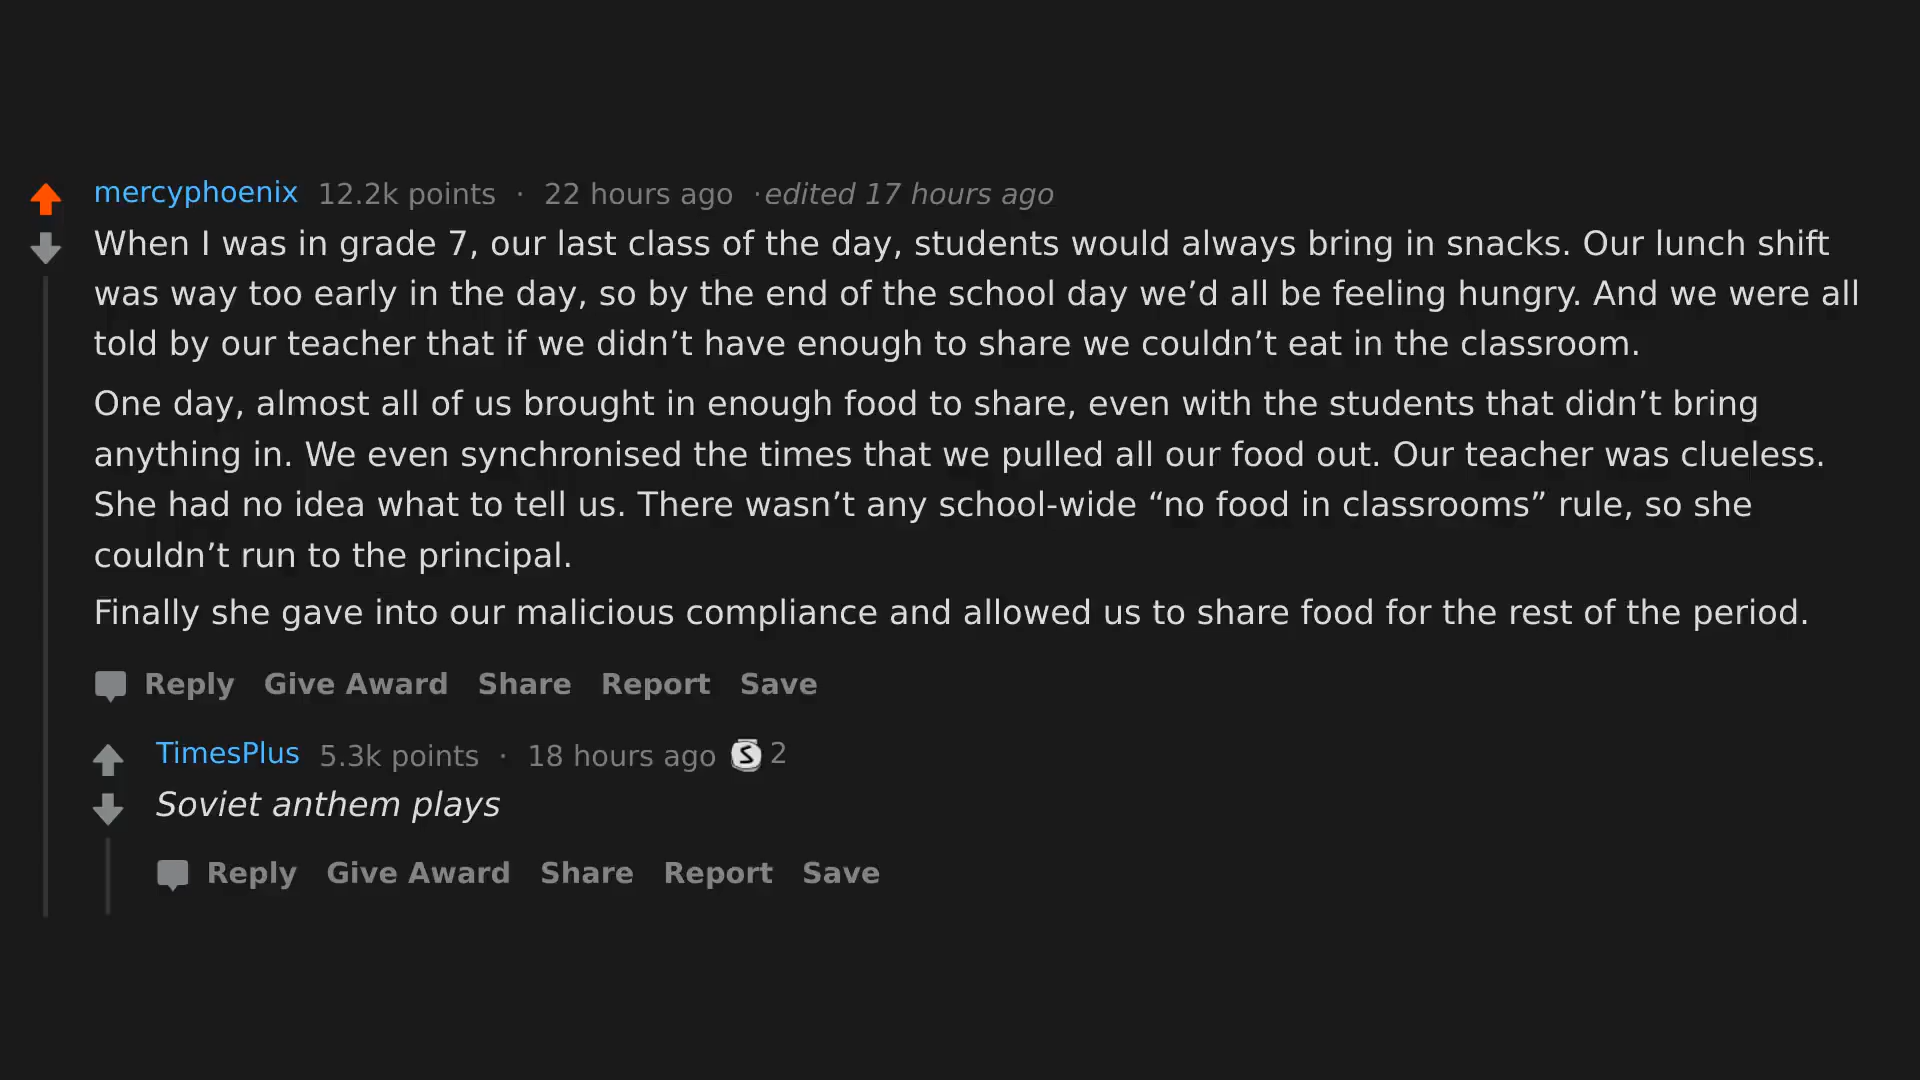 mercyphoenix 12.2k points · 22 hours ago ·edited 17 hours ago
When I was in grade 7, our last class of the day, students would always bring in snacks. Our lunch shift
was way too early in the day, so by the end of the school day we’d all be feeling hungry. And we were all
told by our teacher that if we didn’t have enough to share we couldn’t eat in the classroom.
One day, almost all of us brought in enough food to share, even with the students that didn’t bring
anything in. We even synchronised the times that we pulled all our food out. Our teacher was clueless.
She had no idea what to tell us. There wasn’t any school-wide “no food in classrooms” rule, so she
couldn’t run to the principal.
Finally she gave into our malicious compliance and allowed us to share food for the rest of the period.
Reply Give Award Share Report Save
TimesPlus 5.3k points · 18 hours ago S 2
Soviet anthem plays
Reply Give Award Share Report Save